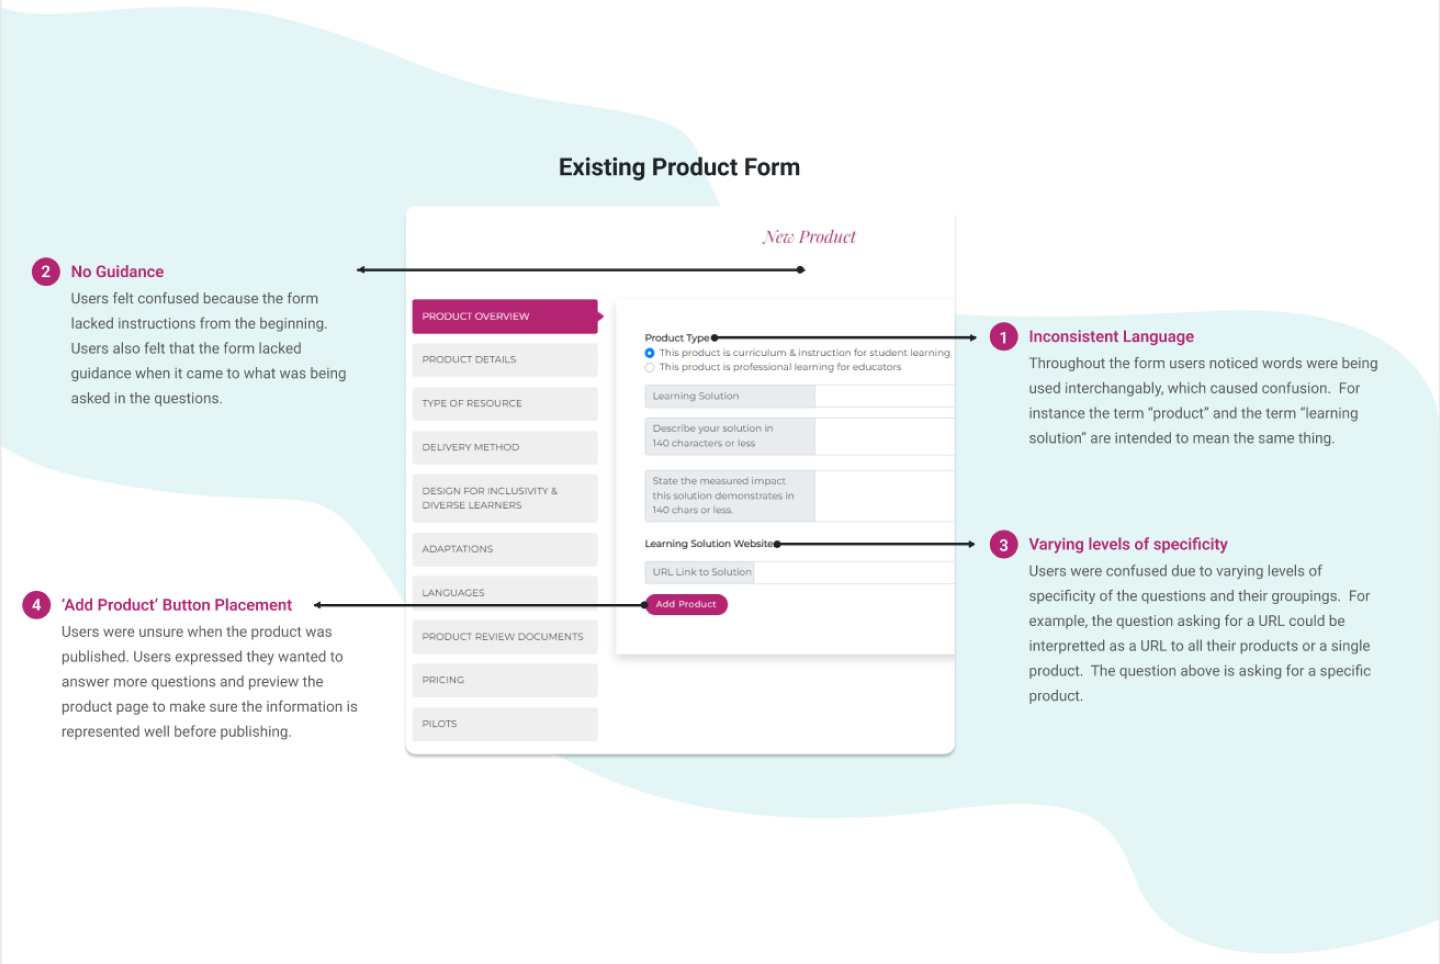 Existing Product Form
New Product
2 No Guidance
Users felt confused because the form
lacked instructions from the beginning.
Users also felt that the form lacked
guidance when it came to what was being
asked in the questions.
4 ‘Add Product’ Button Placement
Users were unsure when the product was
published. Users expressed they wanted to
answer more questions and preview the
product page to make sure the information is
represented well before publishing.
PRODUCT OVERVIEW
PRODUCT DETAILS
TYPE OF RESOURCE
DELIVERY METHOD
DESIGN FOR INCLUSIVITY &
DIVERSE LEARNERS
ADAPTATIONS
LANGUAGES
PRODUCT REVIEW DOCUMENTS
PRICING
PILOTS
Product Type
This product is curriculum & instruction for student learning
This product is professional learning for educators
Learning Solution
Describe your solution in
140 characters or less
State the measured impact
this solution demonstrates in
140 chars or less.
Learning Solution Website
URL Link to Solution
Add Product
1 Inconsistent Language
Throughout the form users noticed words were being
used interchangably, which caused confusion. For
instance the term “product” and the term “learning
solution” are intended to mean the same thing.
3 Varying levels of specificity
Users were confused due to varying levels of
specificity of the questions and their groupings. For
example, the question asking for a URL could be
interpretted as a URL to all their products or a single
product. The question above is asking for a specific
product.